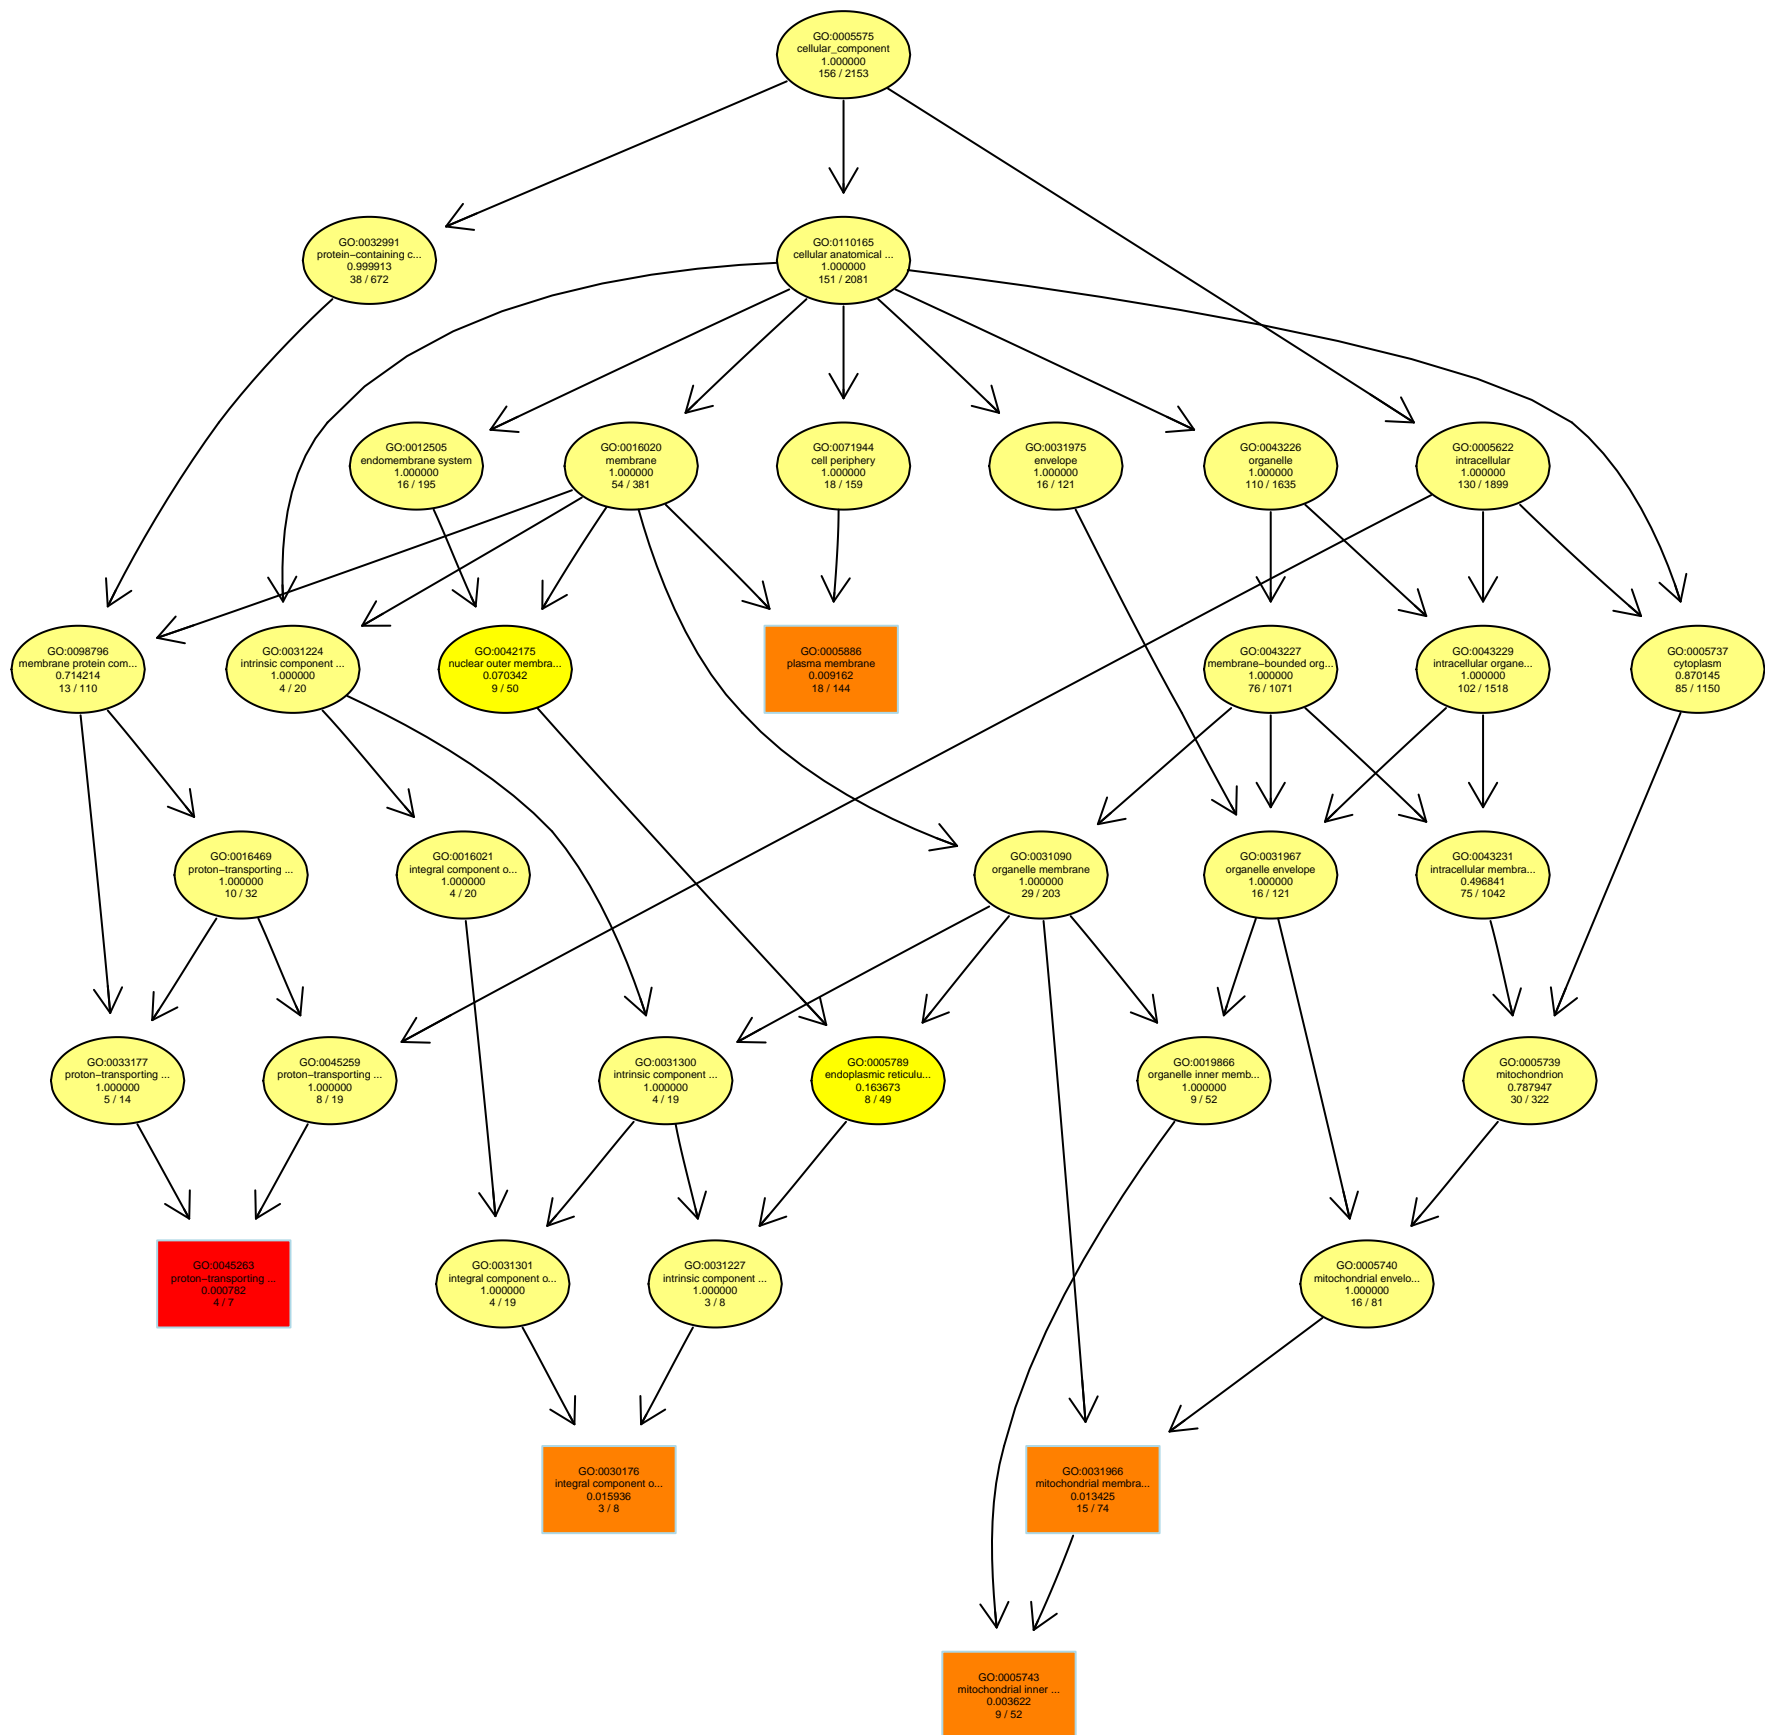 GO:0005575
cellular_component
1.000000
156 / 2153
GO:0032991
protein−containing c...
0.999913
38 / 672
GO:0110165
cellular anatomical ...
1.000000
151 / 2081
GO:0012505
endomembrane system
1.000000
16 / 195
GO:0016020
membrane
1.000000
54 / 381
GO:0071944
cell periphery
1.000000
18 / 159
GO:0031975
envelope
1.000000
16 / 121
GO:0043226
organelle
1.000000
110 / 1635
GO:0005622
intracellular
1.000000
130 / 1899
GO:0098796
membrane protein com...
0.714214
13 / 110
GO:0031224
intrinsic component ...
1.000000
4 / 20
GO:0042175
nuclear outer membra...
0.070342
9 / 50
GO:0005886
plasma membrane
0.009162
18 / 144
GO:0043227
membrane−bounded org...
1.000000
76 / 1071
GO:0043229
intracellular organe...
1.000000
102 / 1518
GO:0005737
cytoplasm
0.870145
85 / 1150
GO:0016469
proton−transporting ...
1.000000
10 / 32
GO:0016021
integral component o...
1.000000
4 / 20
GO:0031090
organelle membrane
1.000000
29 / 203
GO:0031967
organelle envelope
1.000000
16 / 121
GO:0043231
intracellular membra...
0.496841
75 / 1042
GO:0033177
proton−transporting ...
1.000000
5 / 14
GO:0045259
proton−transporting ...
1.000000
8 / 19
GO:0031300
intrinsic component ...
1.000000
4 / 19
GO:0005789
endoplasmic reticulu...
0.163673
8 / 49
GO:0019866
organelle inner memb...
1.000000
9 / 52
GO:0005739
mitochondrion
0.787947
30 / 322
GO:0045263
proton−transporting ...
0.000782
4 / 7
GO:0031301
integral component o...
1.000000
4 / 19
GO:0031227
intrinsic component ...
1.000000
3 / 8
GO:0005740
mitochondrial envelo...
1.000000
16 / 81
GO:0030176
integral component o...
0.015936
3 / 8
GO:0031966
mitochondrial membra...
0.013425
15 / 74
GO:0005743
mitochondrial inner ...
0.003622
9 / 52